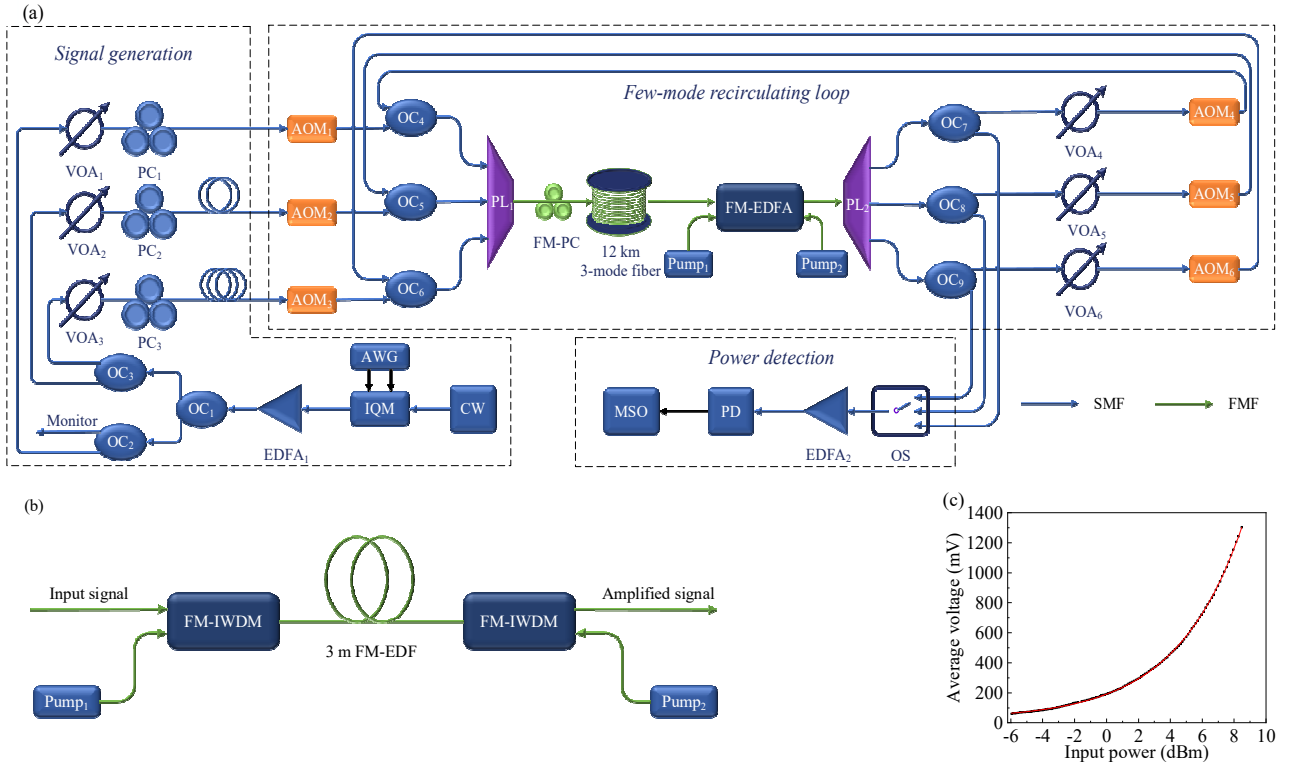 (a)
Signal generation
Few-mode recirculating loop
VOA1
PC1
AOM1
OC4
OC7
VOA4
AOM4
VOA2
PC2
AOM2
OC5
PL1
FM-PC
12 km
3-mode fiber
FM-EDFA
Pump1
Pump2
PL2
OC8
VOA5
AOM5
VOA3
PC3
AOM3
OC6
OC9
VOA6
AOM6
OC3
OC1
Monitor
OC2
EDFA1
AWG
IQM
CW
Power detection
MSO
PD
EDFA2
OS
SMF
FMF
(b)
Input signal
FM-IWDM
3 m FM-EDF
FM-IWDM
Amplified signal
Pump1
Pump2
(c)
Average voltage (mV)
1400
1200
1000
800
600
400
200
0
-6 -4 -2 0 2 4 6 8 10
Input power (dBm)